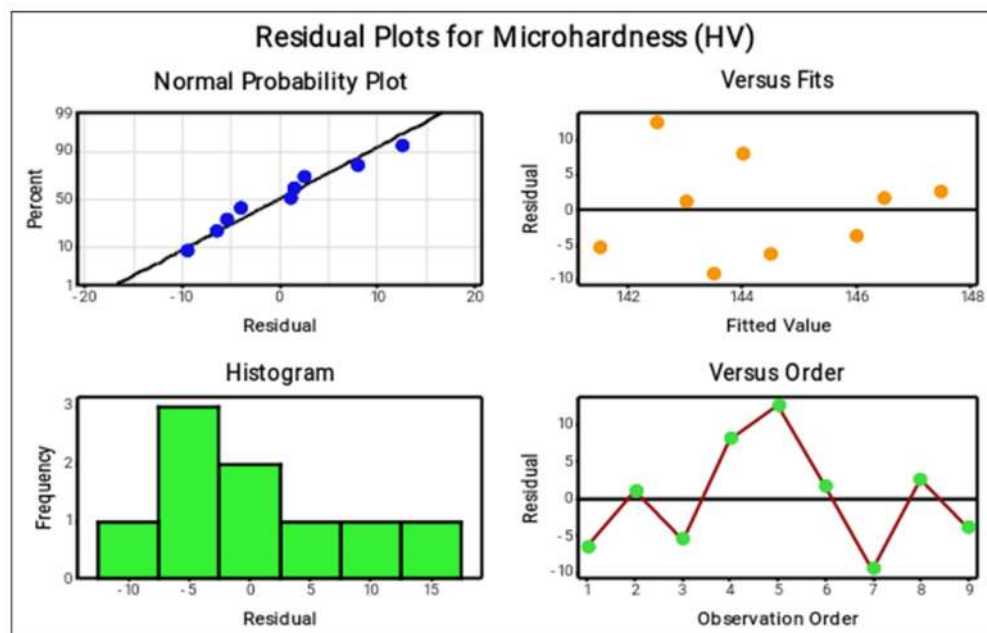 Residual Plots for Microhardness (HV)
Normal Probability Plot
99
90
50
10
1
Percent
-20 -10 0 10 20
Residual
Versus Fits
10
5
0
-5
-10
Residual
142 144 146 148
Fitted Value
Histogram
3
2
1
0
Frequency
-10 -5 0 5 10 15
Residual
Versus Order
10
5
0
-5
-10
Residual
1 2 3 4 5 6 7 8 9
Observation Order